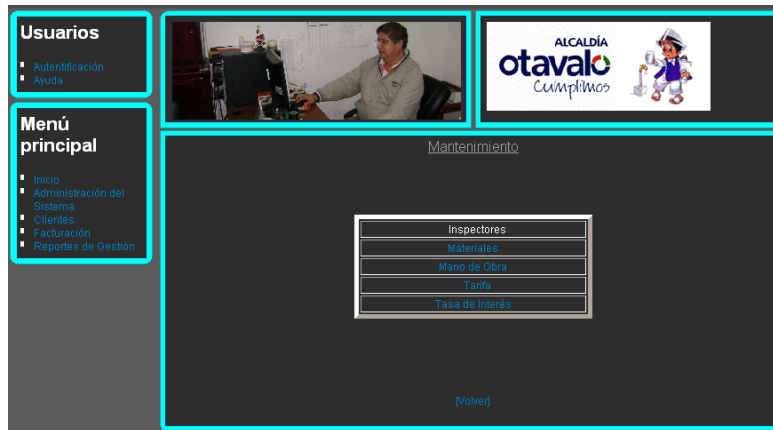 Usuarios
Autentificación
Ayuda
Menú
principal
Inicio
Administración del
Sistema
Clientes
Facturación
Reportes de Gestión
ALCALDÍA
otavalo
Cumplimos
Mantenimiento
Inspectores
Materiales
Mano de Obra
Tarifa
Tasa de Interés
[Volver]